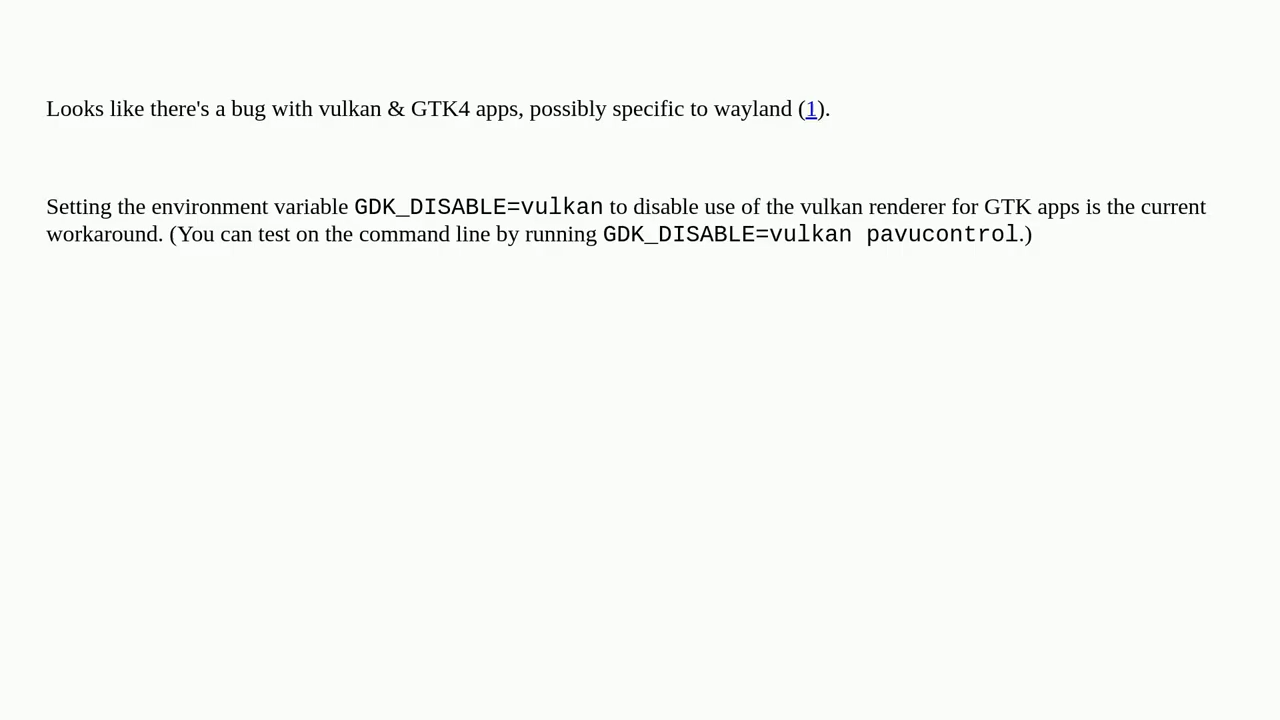 Looks like there's a bug with vulkan & GTK4 apps, possibly specific to wayland (1).
Setting the environment variable GDK_DISABLE=vulkan to disable use of the vulkan renderer for GTK apps is the current
workaround. (You can test on the command line by running GDK_DISABLE=vulkan pavucontrol.)